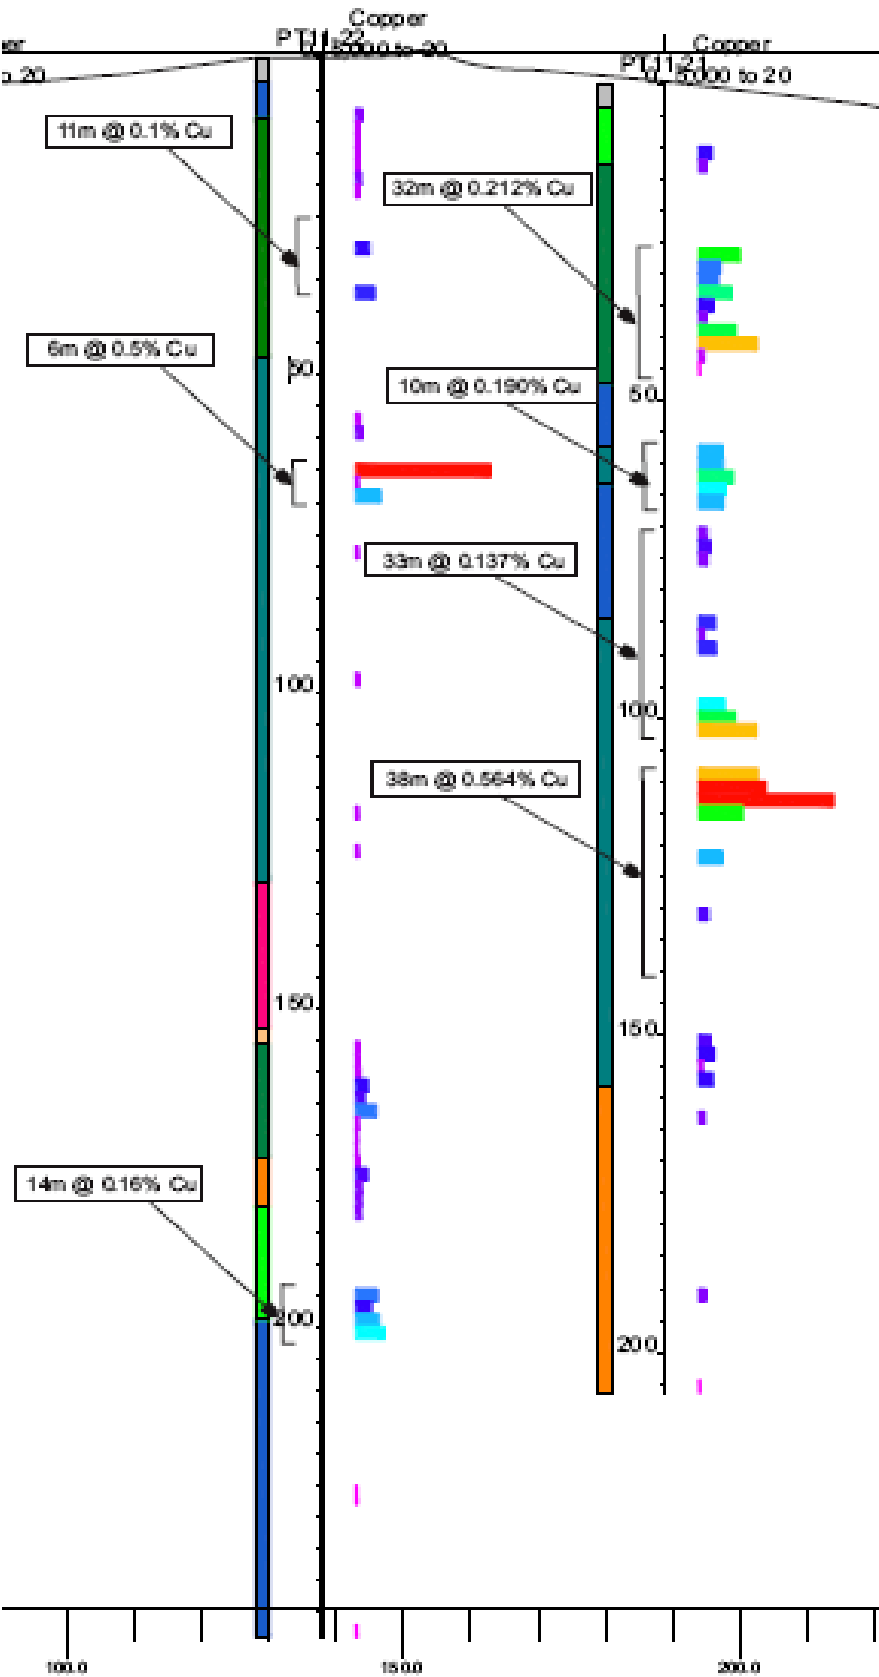 Copper
PT11-22
Copper
PT11-21
o 20
0, 5000 to 20
0, 5000 to 20
11m @ 0.1% Cu
32m @ 0.212% Cu
6m @ 0.5% Cu
50
10m @ 0.190% Cu
50
33m @ 0.137% Cu
100
100
38m @ 0.564% Cu
150
150
14m @ 0.16% Cu
200
200
100.0
150.0
200.0